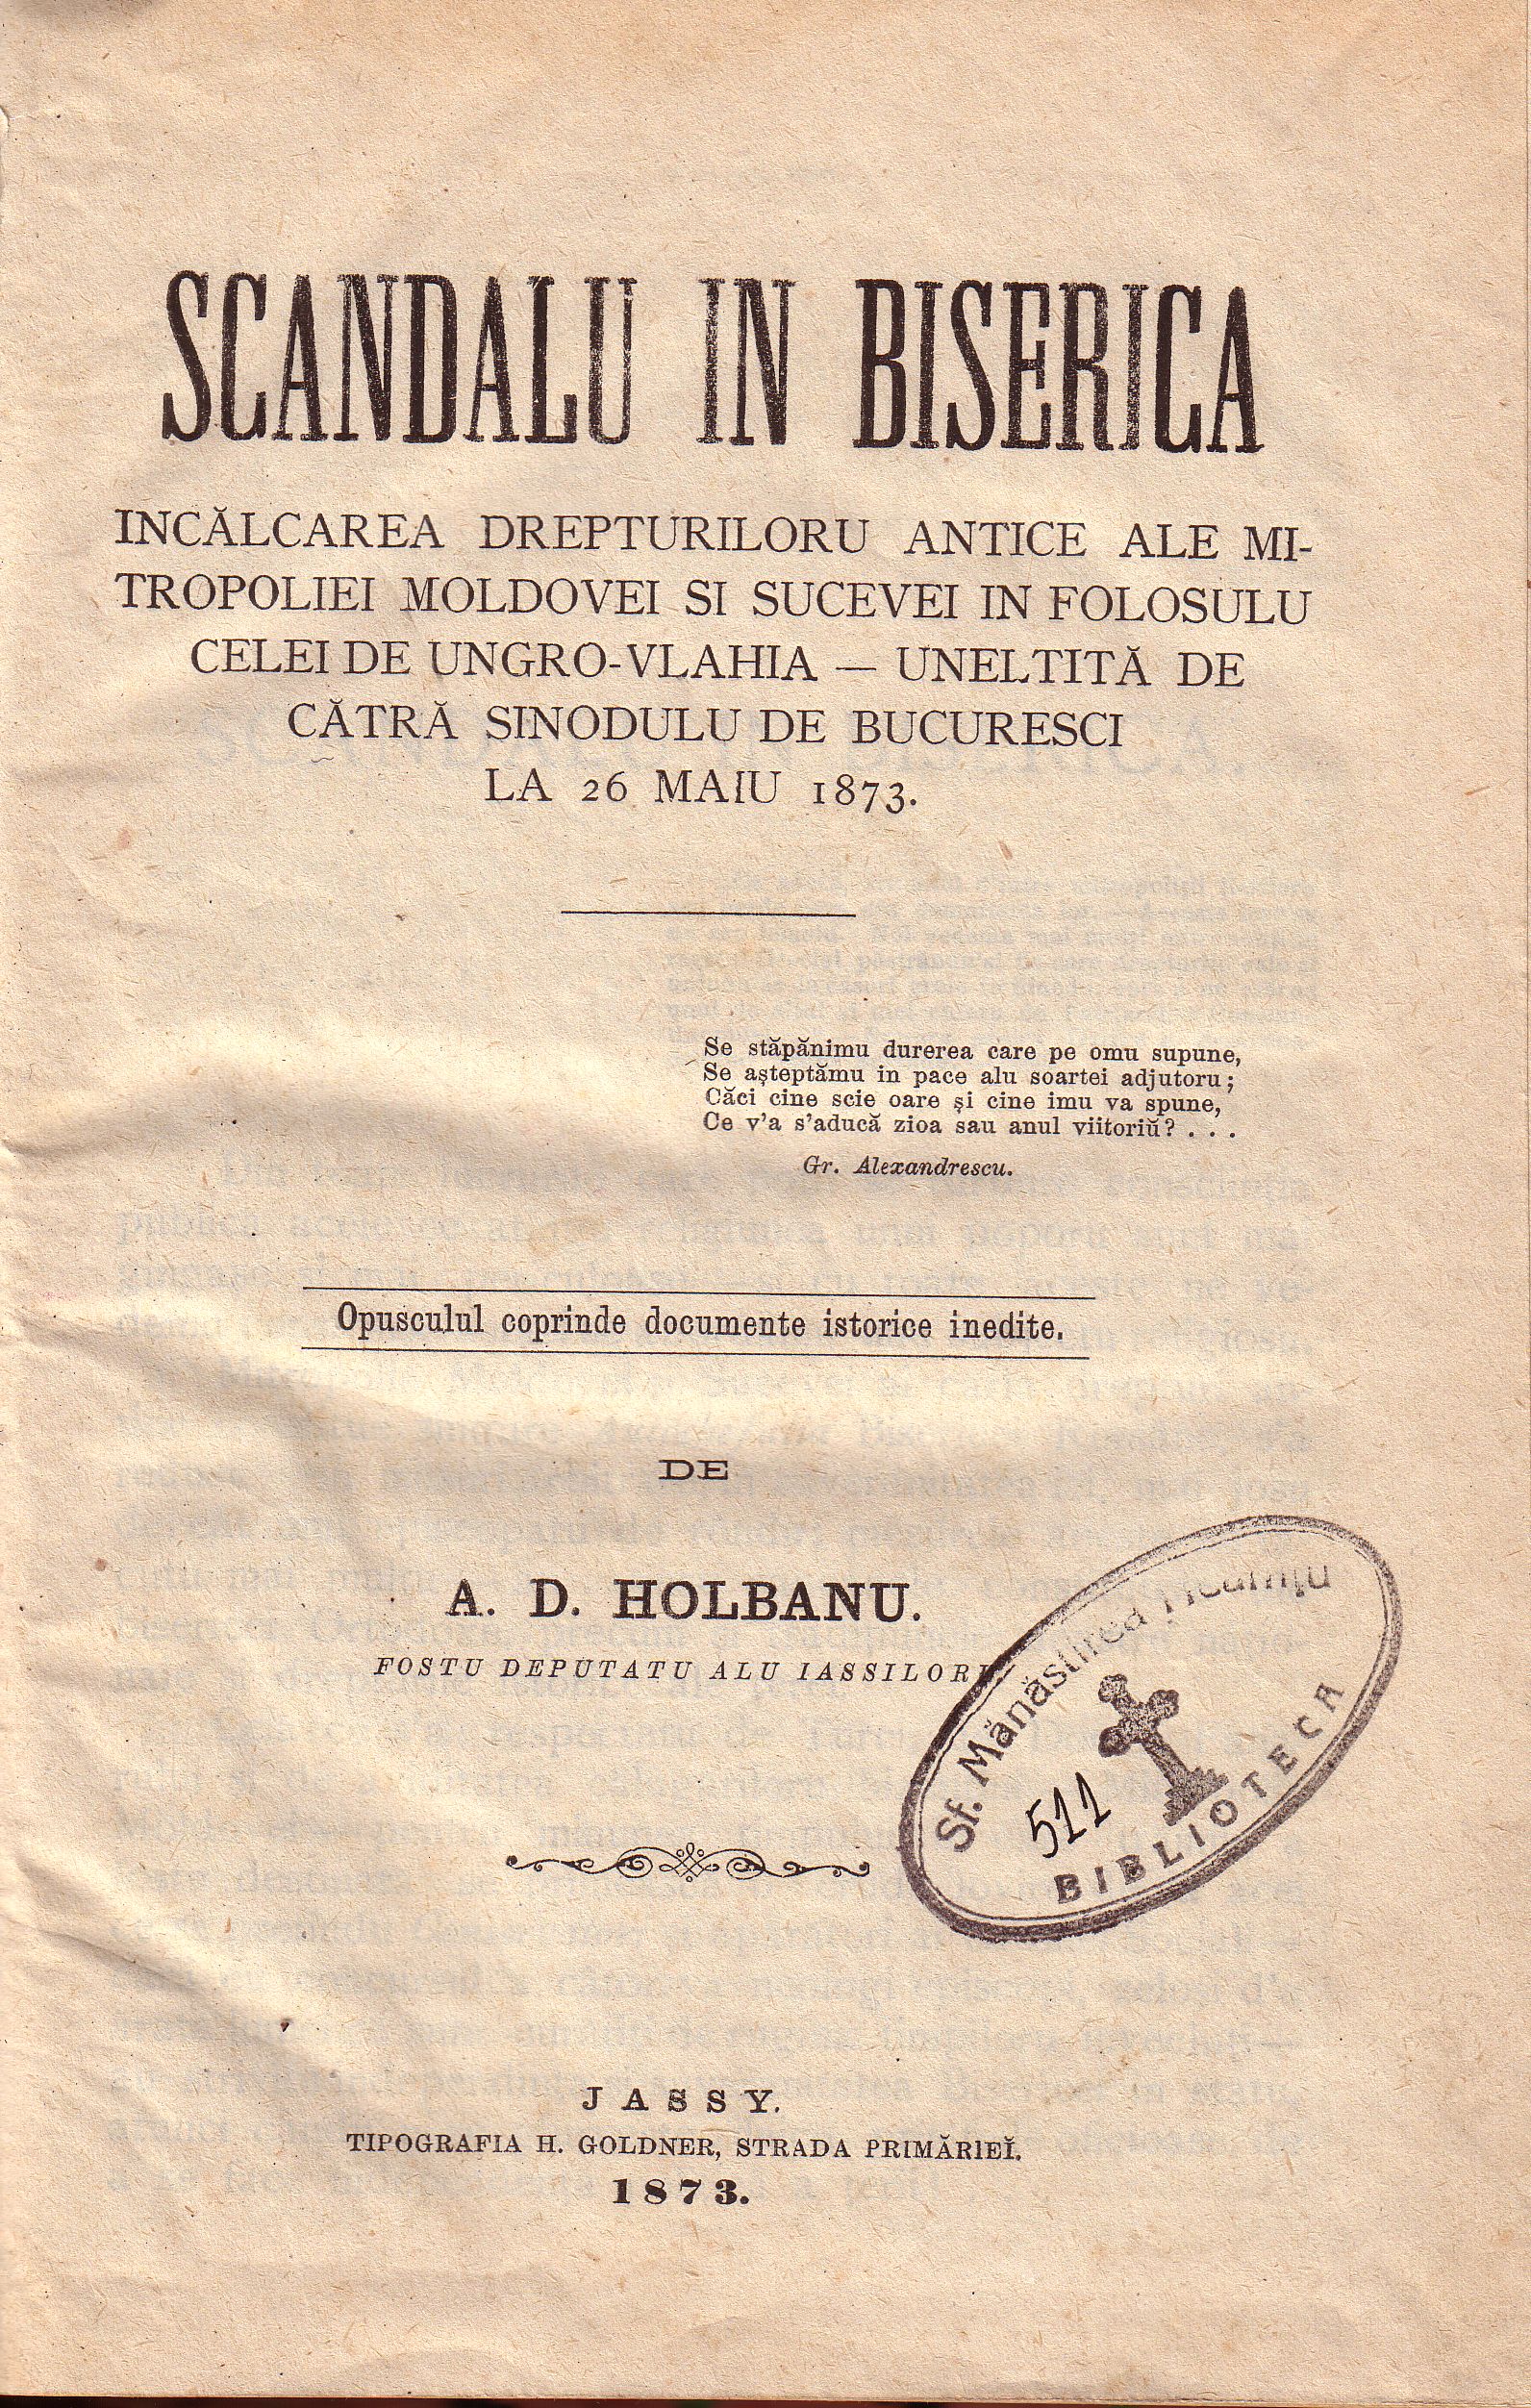 SCANDALU IN BISERICA
INCĂLCAREA DREPTURILORU ANTICE ALE MI-
TROPOLIEI MOLDOVEI SI SUCEVEI IN FOLOSULU
CELEI DE UNGRO-VLAHIA — UNELTITĂ DE
CĂTRĂ SINODULU DE BUCURESCI
LA 26 MAIU 1873.
Se stăpănimu durerea care pe omu supune,
Se aşteptămu in pace alu soartei adjutoru;
Căci cine scie oare şi cine imu va spune,
Ce v'a s'aducă zioa sau anul viitoriŭ? . . .
Gr. Alexandrescu.
Opusculul coprinde documente istorice inedite.
DE
A. D. HOLBANU.
FOSTU DEPUTATU ALU IASSILORU
Sf. Mănăstirea Neamţu
511
BIBLIOTECA
JASSY.
TIPOGRAFIA H. GOLDNER, STRADA PRIMĂRIEĬ.
1873.